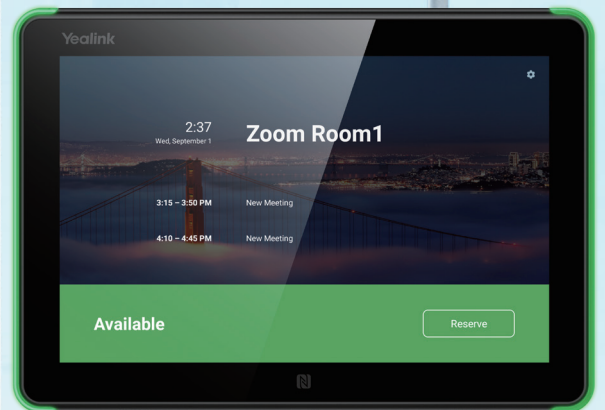 Yealink
2:37
Wed, September 1
Zoom Room1
3:15 – 3:50 PM
New Meeting
4:10 – 4:45 PM
New Meeting
Available
Reserve